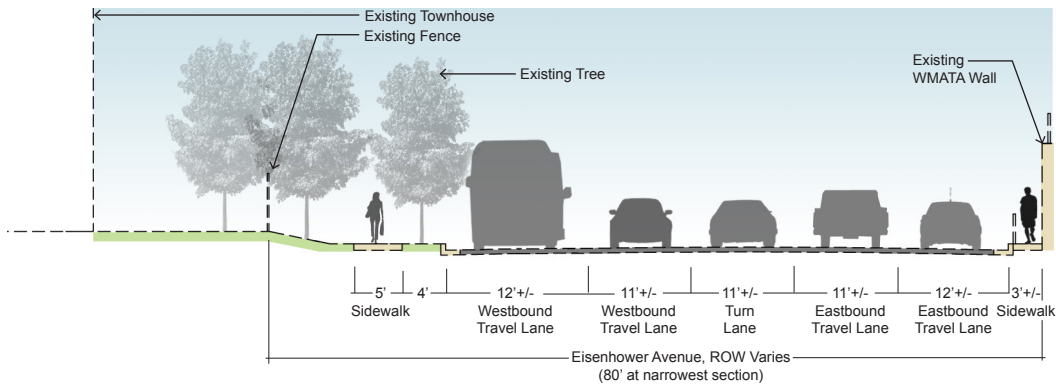 Existing Townhouse
Existing Fence
Existing Tree
Existing
WMATA Wall
5’
4’
12’+/-
11’+/-
11’+/-
11’+/-
12’+/-
3’+/-
Sidewalk
Westbound
Travel Lane
Westbound
Travel Lane
Turn
Lane
Eastbound
Travel Lane
Eastbound
Travel Lane
Sidewalk
Eisenhower Avenue, ROW Varies
(80’ at narrowest section)